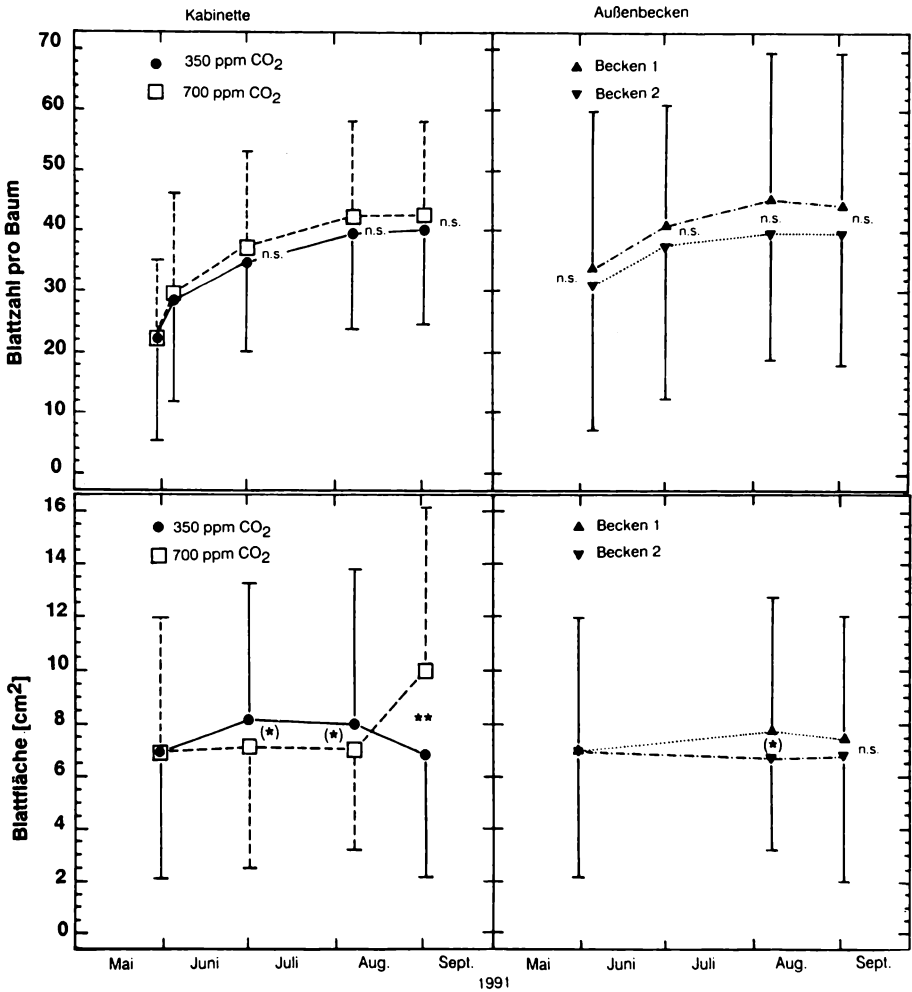 Kabinette
Außenbecken
70
60
50
40
30
20
10
0
Blattzahl pro Baum
350 ppm CO2
700 ppm CO2
n.s.
n.s.
n.s.
Becken 1
Becken 2
n.s.
n.s.
n.s.
n.s.
16
14
12
10
8
6
4
2
0
Blattfläche [cm2]
350 ppm CO2
700 ppm CO2
(*)
(*)
**
Becken 1
Becken 2
(*)
n.s.
Mai Juni Juli Aug. Sept. Mai Juni Juli Aug. Sept.
1991